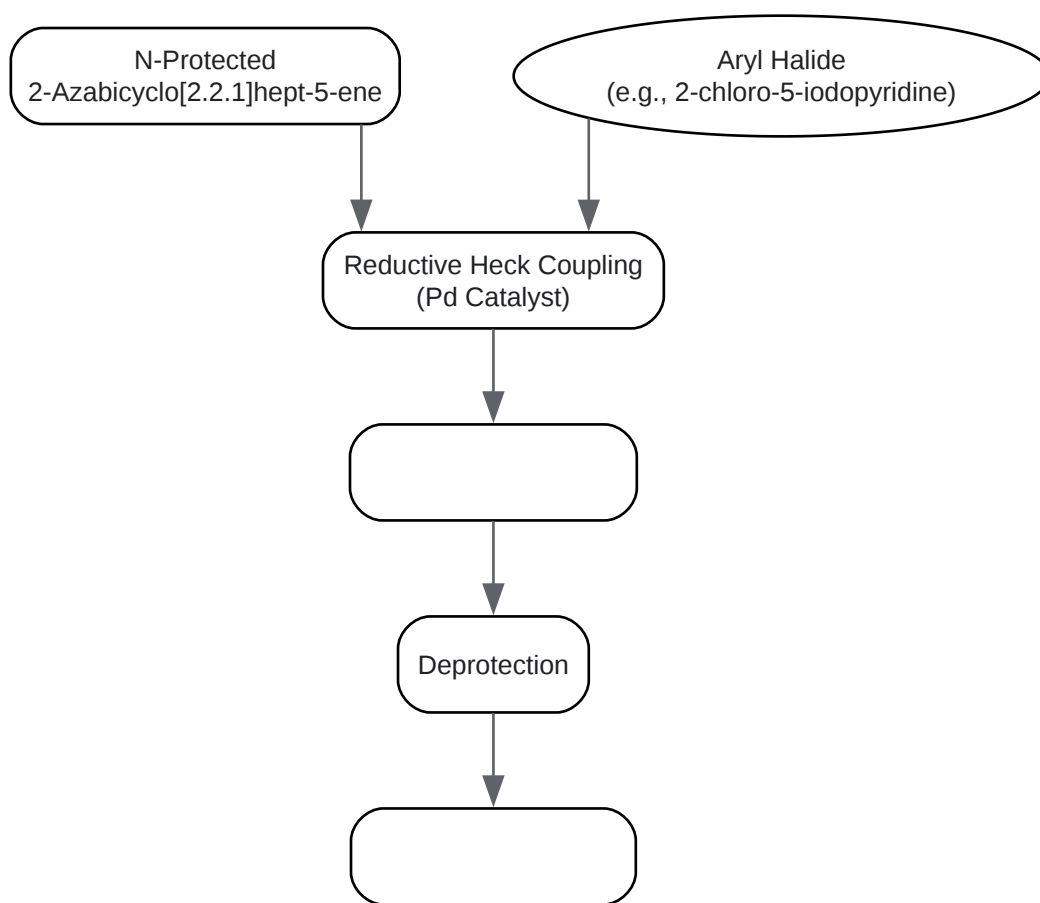 N-Protected
2-Azabicyclo[2.2.1]hept-5-ene
Aryl Halide
(e.g., 2-chloro-5-iodopyridine)
Reductive Heck Coupling
(Pd Catalyst)
Deprotection